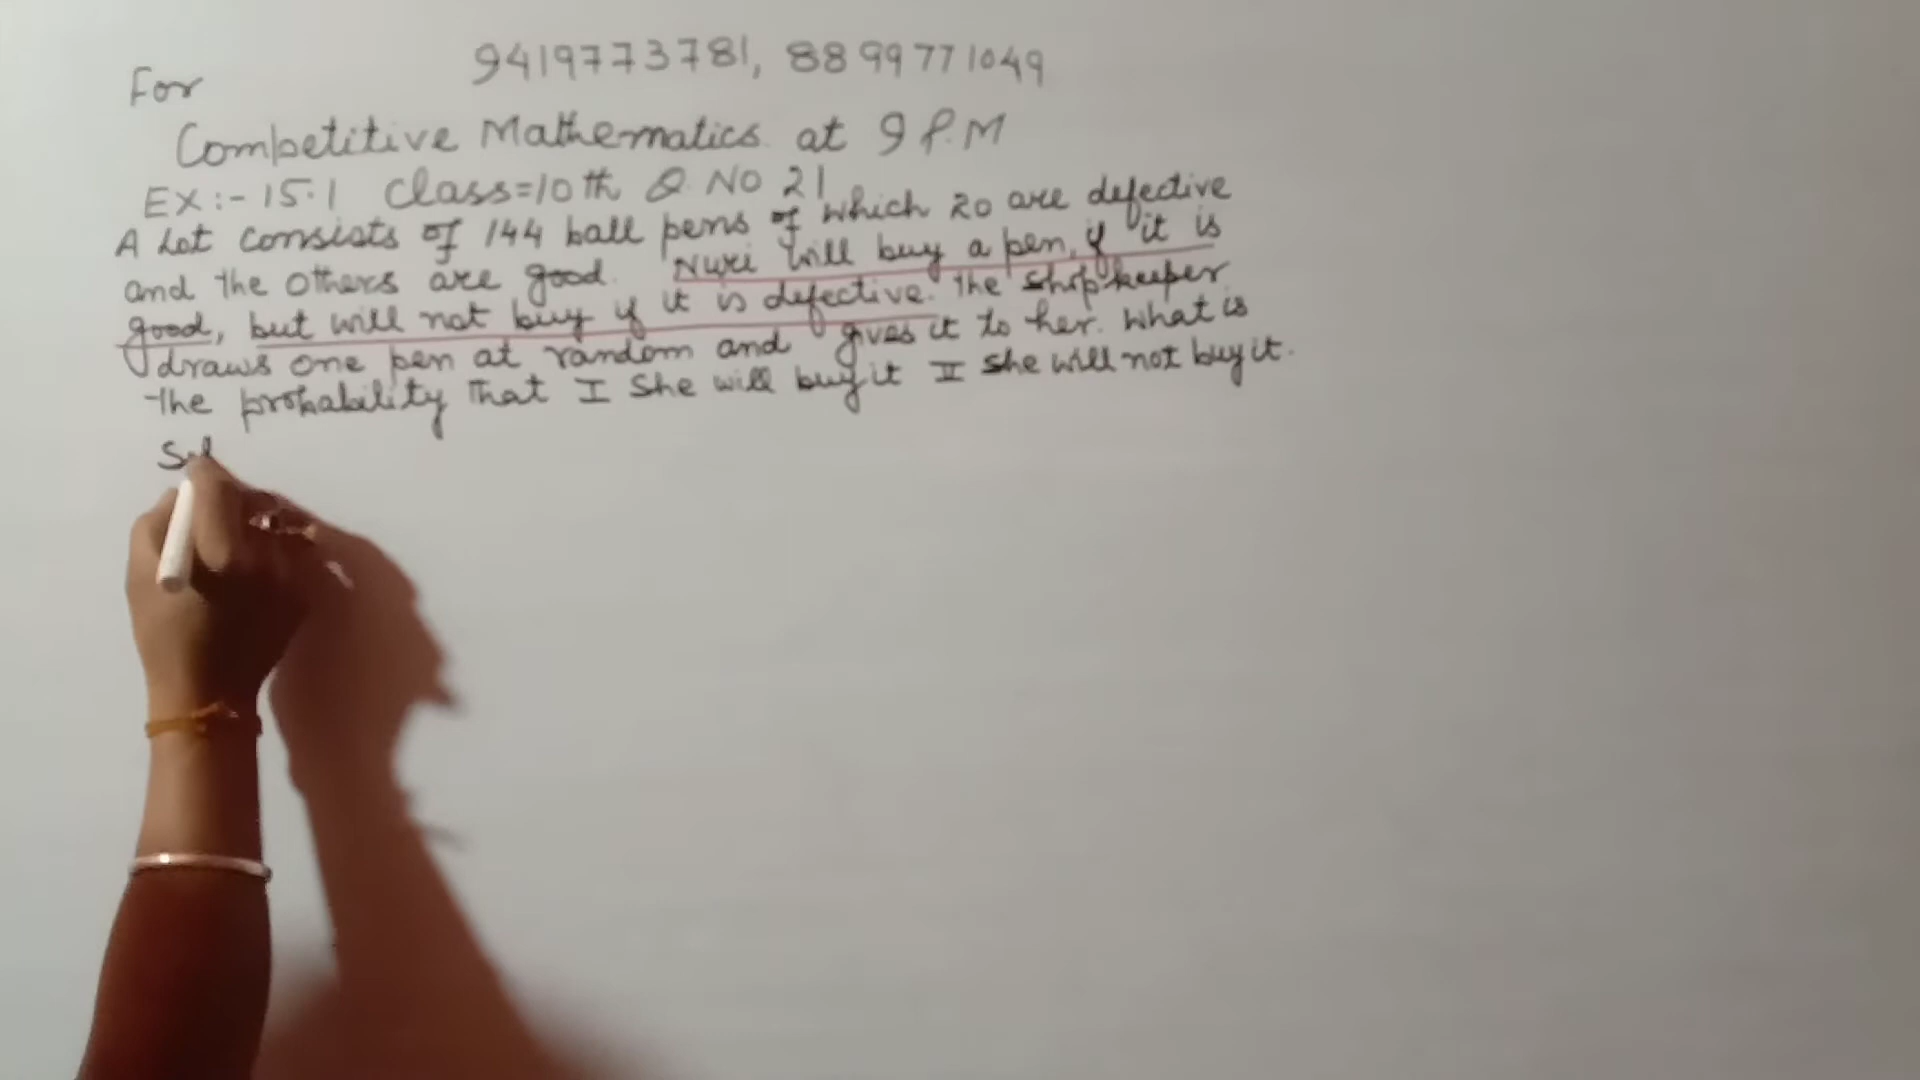 9419773781, 8899771049
For
Competitive Mathematics at 9 P.M
EX:- 15.1 Class=10th Q. NO 21
A Lot consists of 144 ball pens of which 20 are defective
and the others are good. Nuri will buy a pen, if it is
good, but will not buy if it is defective. The shopkeeper
draws one pen at random and gives it to her. What is
the probability that I She will buy it II She will not buy it.
Sol